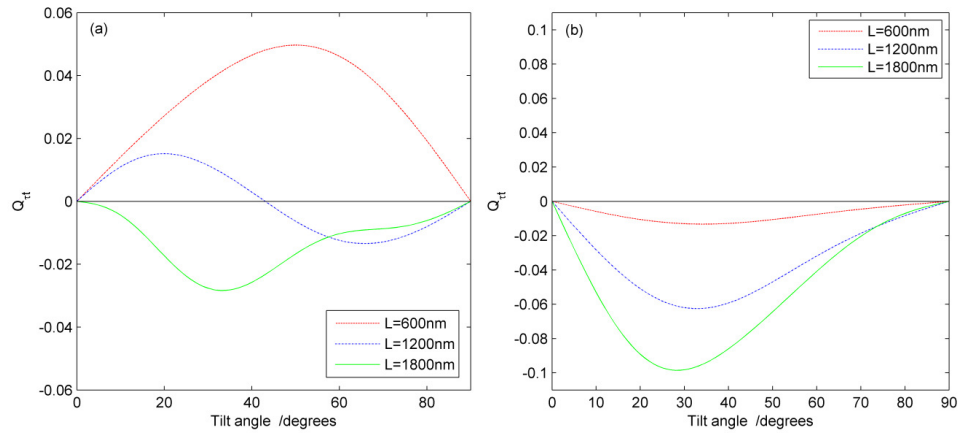 (a)
0.06
0.04
0.02
0
-0.02
-0.04
-0.06
Qτt
0 20 40 60 80
Tilt angle /degrees
L=600nm
L=1200nm
L=1800nm
(b)
L=600nm
L=1200nm
L=1800nm
0.1
0.08
0.06
0.04
0.02
0
-0.02
-0.04
-0.06
-0.08
-0.1
Qτt
0 10 20 30 40 50 60 70 80 90
Tilt angle /degrees